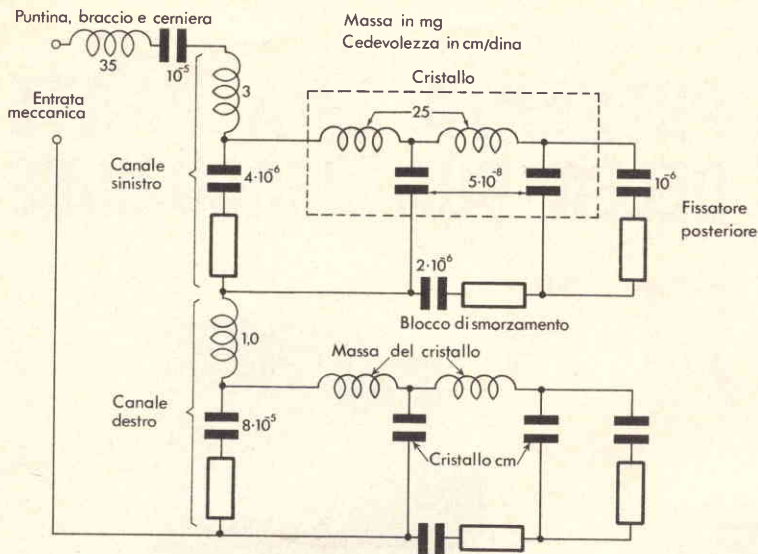 Puntina, braccio e cerniera
35
10⁻⁵
Massa in mg
Cedevolezza in cm/dina
Entrata
meccanica
3
Cristallo
25
Canale
sinistro
4·10⁻⁶
5·10⁻⁸
10⁻⁶
Fissatore
posteriore
2·10⁻⁶
Blocco di smorzamento
1,0
Massa del cristallo
Canale
destro
8·10⁻⁵
Cristallo cm